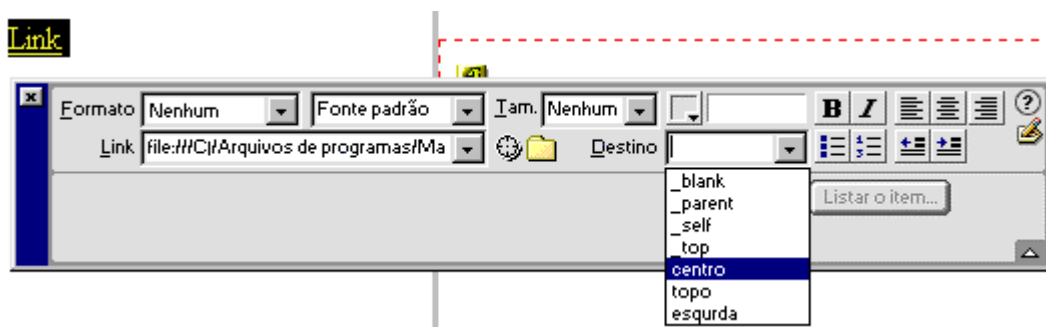 Link
Formato Nenhum Fonte padrão Tam. Nenhum B I
Link file:///C|/Arquivos de programas/Ma Destino
_blank
_parent
Listar o item...
_self
_top
centro
topo
esqurda